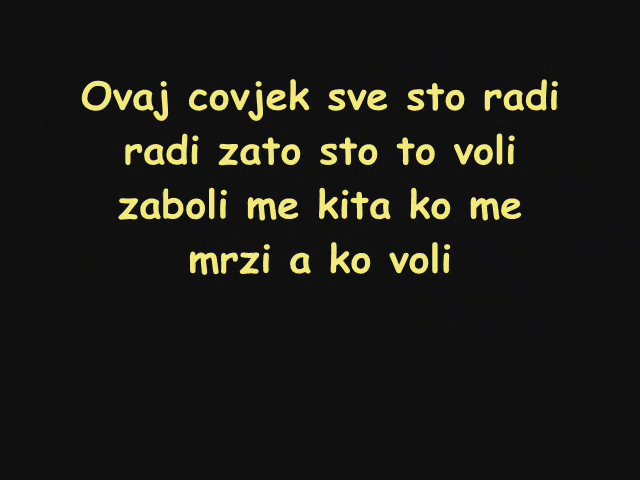 Ovaj covjek sve sto radi
radi zato sto to voli
zaboli me kita ko me
mrzi a ko voli